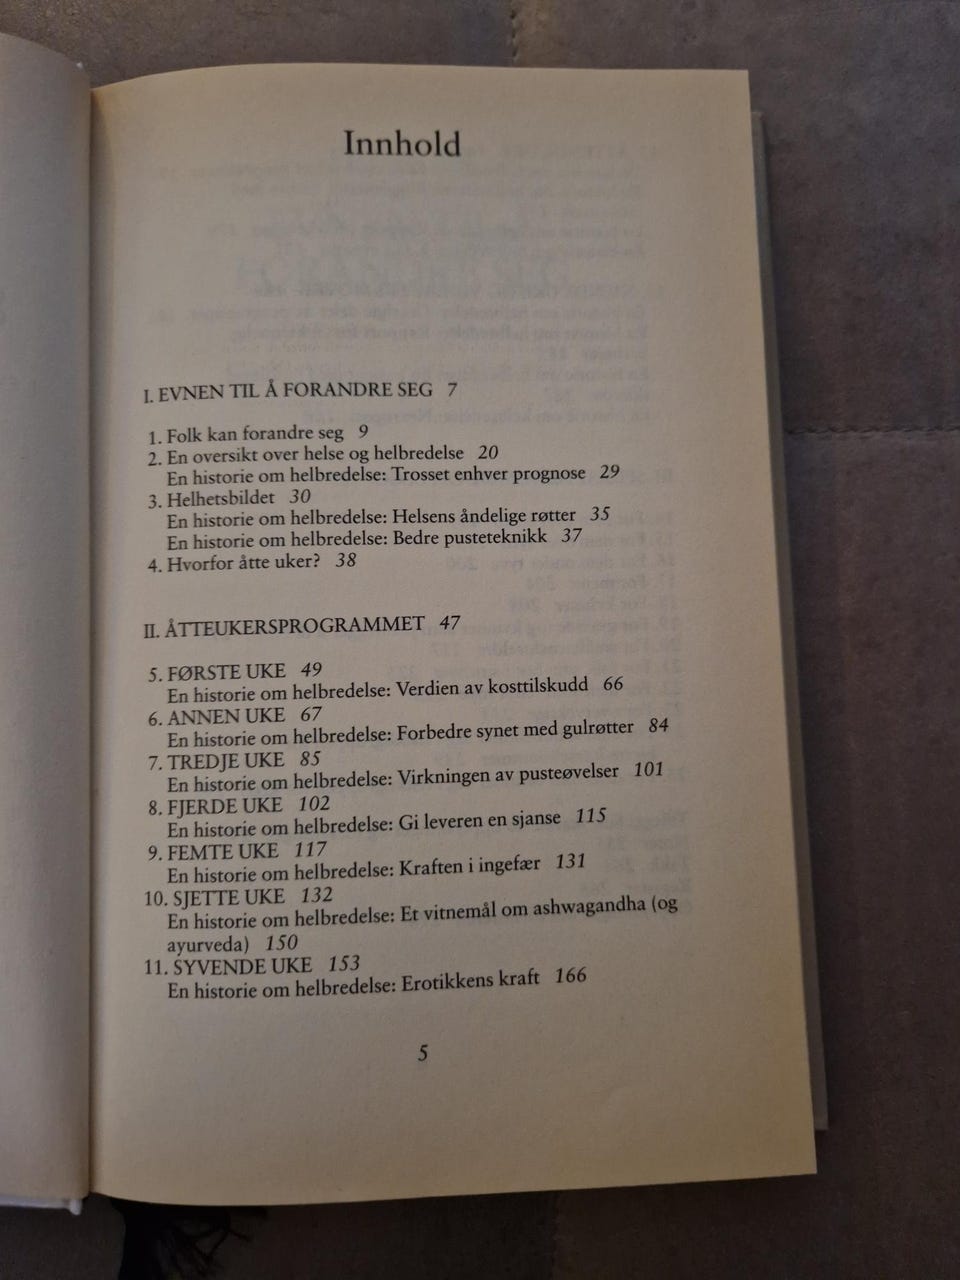 Innhold
I. EVNEN TIL Å FORANDRE SEG 7
1. Folk kan forandre seg 9
2. En oversikt over helse og helbredelse 20
En historie om helbredelse: Trosset enhver prognose 29
3. Helhetsbildet 30
En historie om helbredelse: Helsens åndelige røtter 35
En historie om helbredelse: Bedre pusteteknikk 37
4. Hvorfor åtte uker? 38
II. ÅTTEUKERSPROGRAMMET 47
5. FØRSTE UKE 49
En historie om helbredelse: Verdien av kosttilskudd 66
6. ANNEN UKE 67
En historie om helbredelse: Forbedre synet med gulrøtter 84
7. TREDJE UKE 85
En historie om helbredelse: Virkningen av pusteøvelser 101
8. FJERDE UKE 102
En historie om helbredelse: Gi leveren en sjanse 115
9. FEMTE UKE 117
En historie om helbredelse: Kraften i ingefær 131
10. SJETTE UKE 132
En historie om helbredelse: Et vitnemål om ashwagandha (og
ayurveda) 150
11. SYVENDE UKE 153
En historie om helbredelse: Erotikkens kraft 166
5